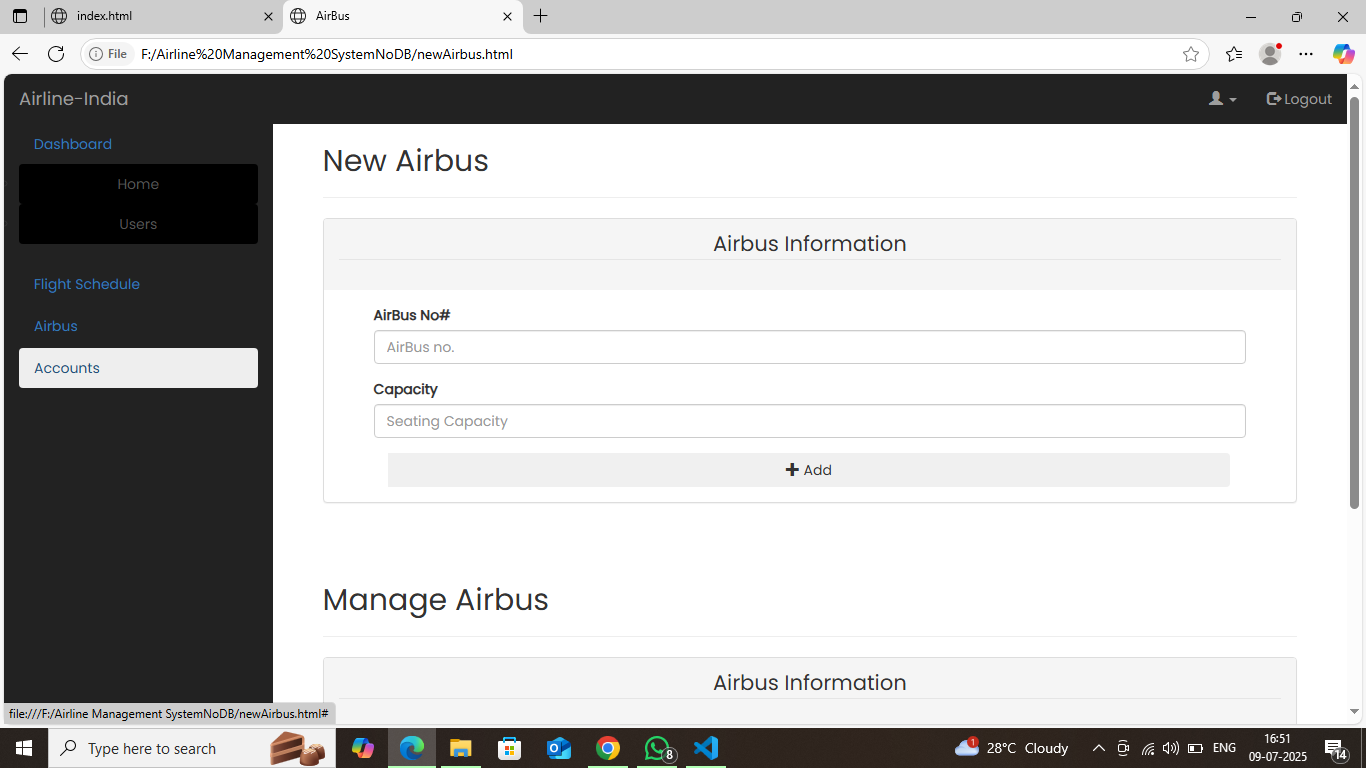 index.html
AirBus
File
F:/Airline%20Management%20SystemNoDB/newAirbus.html
Airline-India
Logout
Dashboard
Home
Users
Flight Schedule
Airbus
Accounts
New Airbus
Airbus Information
AirBus No#
AirBus no.
Capacity
Seating Capacity
Add
Manage Airbus
Airbus Information
file:///F:/Airline Management SystemNoDB/newAirbus.html#
Type here to search
8
1
28°C Cloudy
ENG
16:51
09-07-2025
14